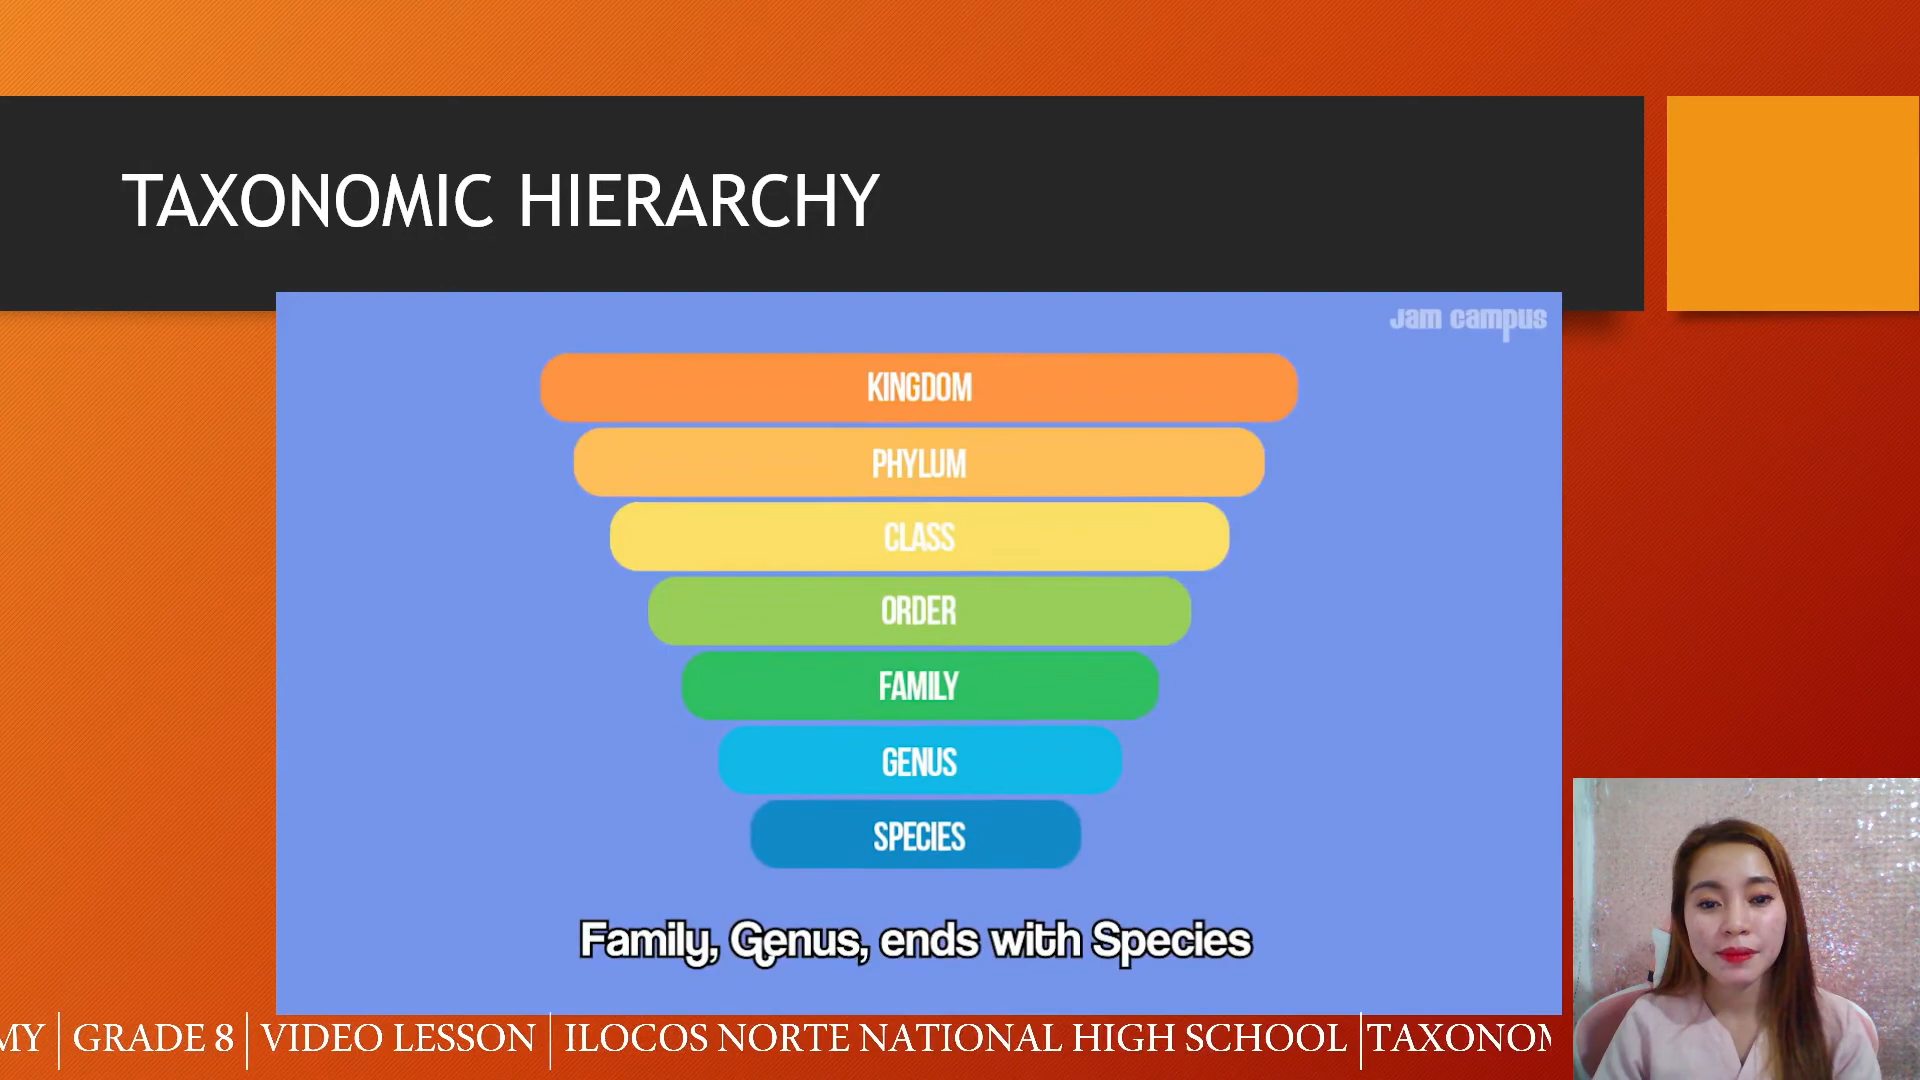 TAXONOMIC HIERARCHY
Jam campus
KINGDOM
PHYLUM
CLASS
ORDER
FAMILY
GENUS
SPECIES
Family, Genus, ends with Species
MY | GRADE 8 | VIDEO LESSON | ILOCOS NORTE NATIONAL HIGH SCHOOL | TAXONOM